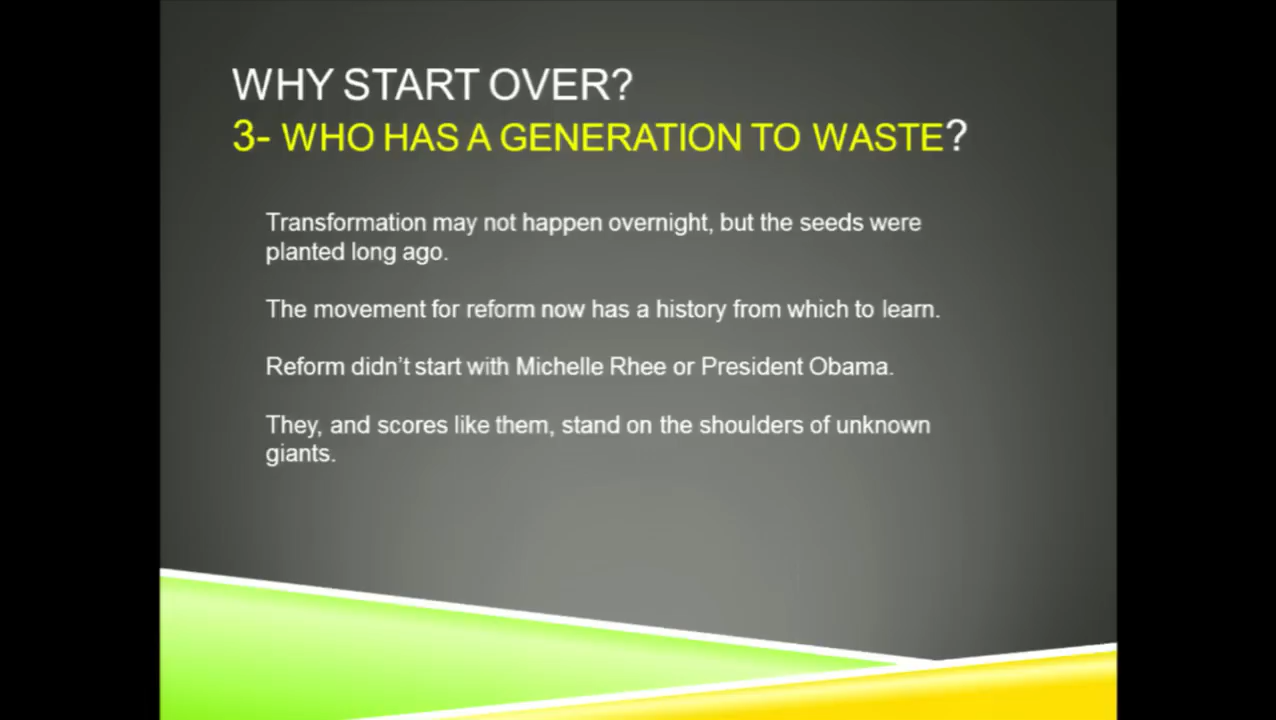 WHY START OVER?
3- WHO HAS A GENERATION TO WASTE?
Transformation may not happen overnight, but the seeds were
planted long ago.
The movement for reform now has a history from which to learn.
Reform didn’t start with Michelle Rhee or President Obama.
They, and scores like them, stand on the shoulders of unknown
giants.